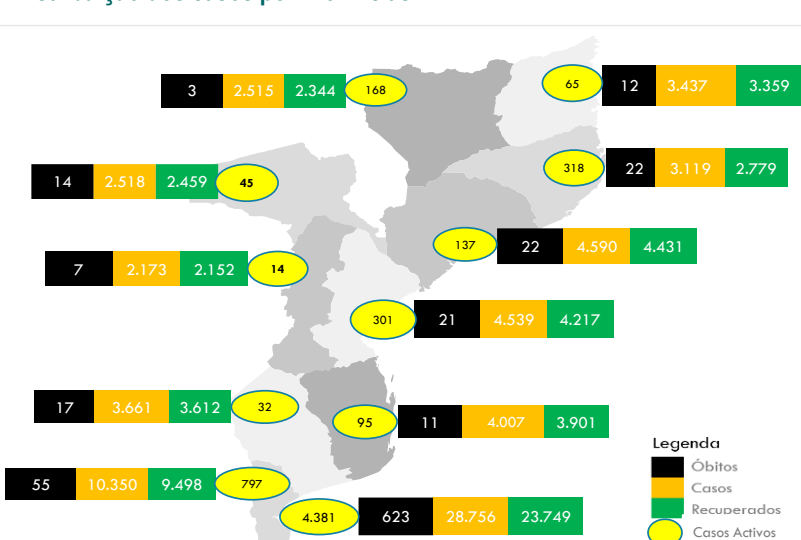 3 2.515 2.344 168
65 12 3.437 3.359
14 2.518 2.459 45
318 22 3.119 2.779
137 22 4.590 4.431
7 2.173 2.152 14
301 21 4.539 4.217
17 3.661 3.612 32
95 11 4.007 3.901
55 10.350 9.498 797
4.381 623 28.756 23.749
Legenda
Óbitos
Casos
Recuperados
Casos Activos